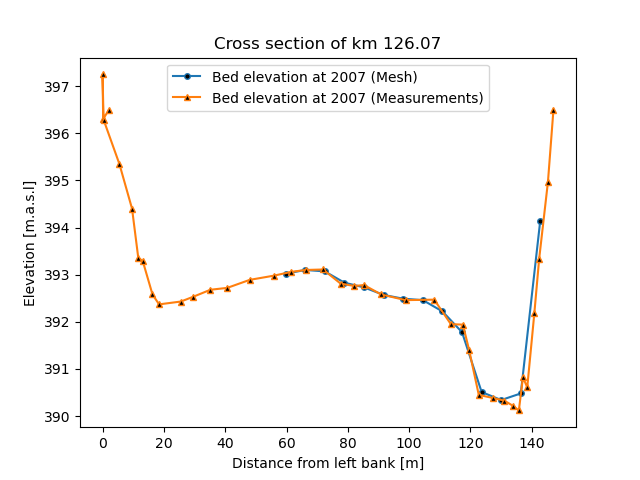 Cross section of km 126.07
Bed elevation at 2007 (Mesh)
Bed elevation at 2007 (Measurements)
Elevation [m.a.s.l]
397
396
395
394
393
392
391
390
0 20 40 60 80 100 120 140
Distance from left bank [m]